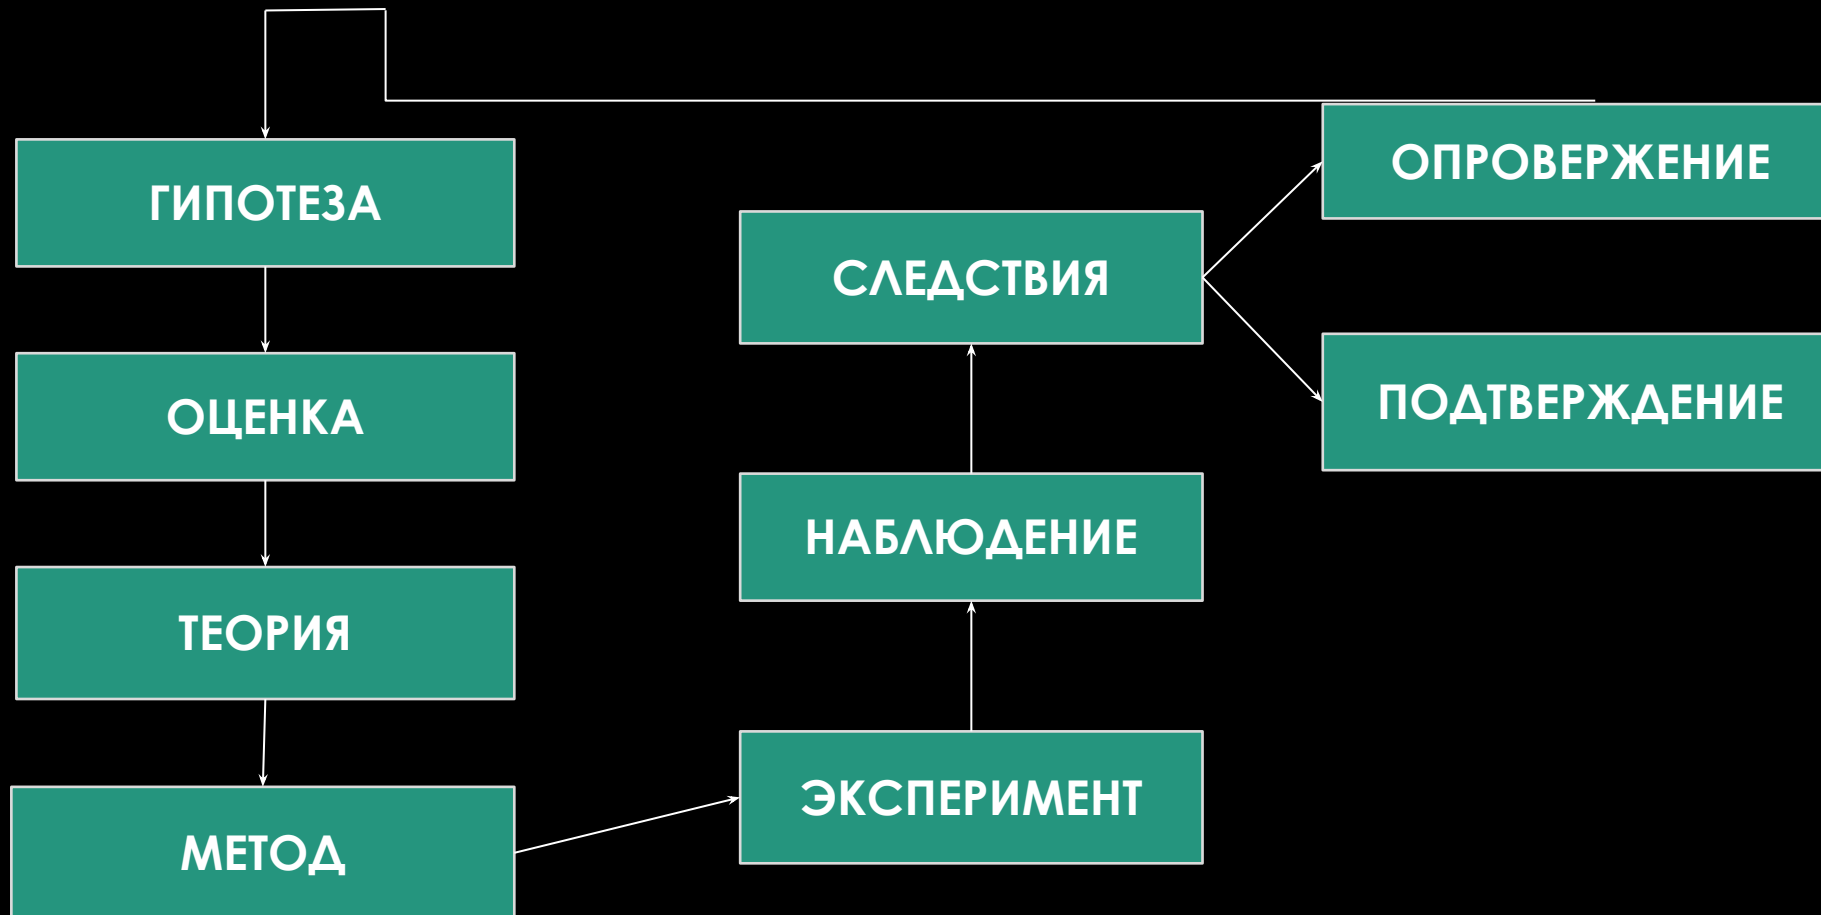 ГИПОТЕЗА
ОЦЕНКА
ТЕОРИЯ
МЕТОД
ЭКСПЕРИМЕНТ
НАБЛЮДЕНИЕ
СЛЕДСТВИЯ
ОПРОВЕРЖЕНИЕ
ПОДТВЕРЖДЕНИЕ